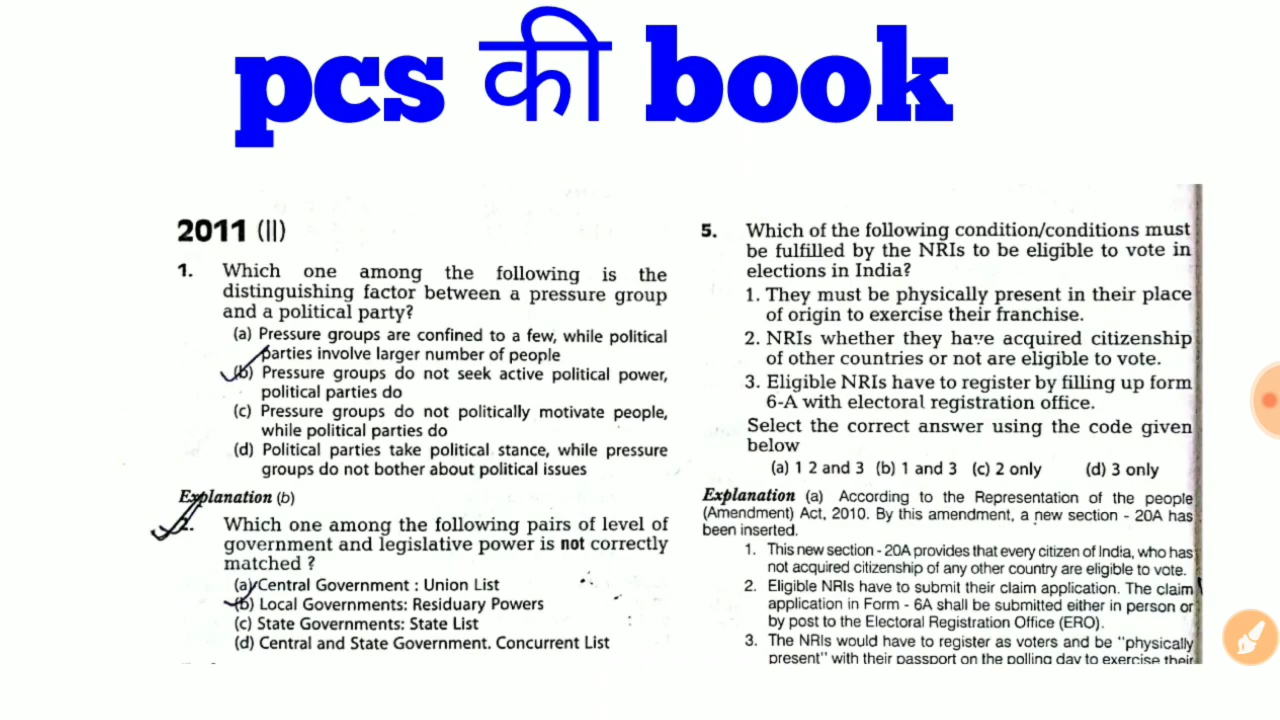 pcs की book
2011 (II)
1. Which one among the following is the
distinguishing factor between a pressure group
and a political party?
(a) Pressure groups are confined to a few, while political
parties involve larger number of people
(b) Pressure groups do not seek active political power,
political parties do
(c) Pressure groups do not politically motivate people,
while political parties do
(d) Political parties take political stance, while pressure
groups do not bother about political issues
Explanation (b)
2. Which one among the following pairs of level of
government and legislative power is not correctly
matched ?
(a) Central Government : Union List
(b) Local Governments: Residuary Powers
(c) State Governments: State List
(d) Central and State Government. Concurrent List
5. Which of the following condition/conditions must
be fulfilled by the NRIs to be eligible to vote in
elections in India?
1. They must be physically present in their place
of origin to exercise their franchise.
2. NRIs whether they have acquired citizenship
of other countries or not are eligible to vote.
3. Eligible NRIs have to register by filling up form
6-A with electoral registration office.
Select the correct answer using the code given
below
(a) 1 2 and 3 (b) 1 and 3 (c) 2 only (d) 3 only
Explanation (a) According to the Representation of the people
(Amendment) Act, 2010. By this amendment, a new section - 20A has
been inserted.
1. This new section - 20A provides that every citizen of India, who has
not acquired citizenship of any other country are eligible to vote.
2. Eligible NRIs have to submit their claim application. The claim
application in Form - 6A shall be submitted either in person or
by post to the Electoral Registration Office (ERO).
3. The NRIs would have to register as voters and be "physically
present" with their passport on the polling day to exercise their